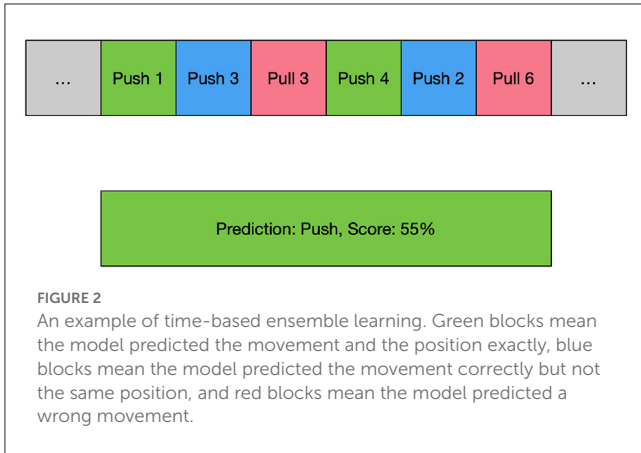 ... Push 1 Push 3 Pull 3 Push 4 Push 2 Pull 6 ...
Prediction: Push, Score: 55%
FIGURE 2
An example of time-based ensemble learning. Green blocks mean
the model predicted the movement and the position exactly, blue
blocks mean the model predicted the movement correctly but not
the same position, and red blocks mean the model predicted a
wrong movement.